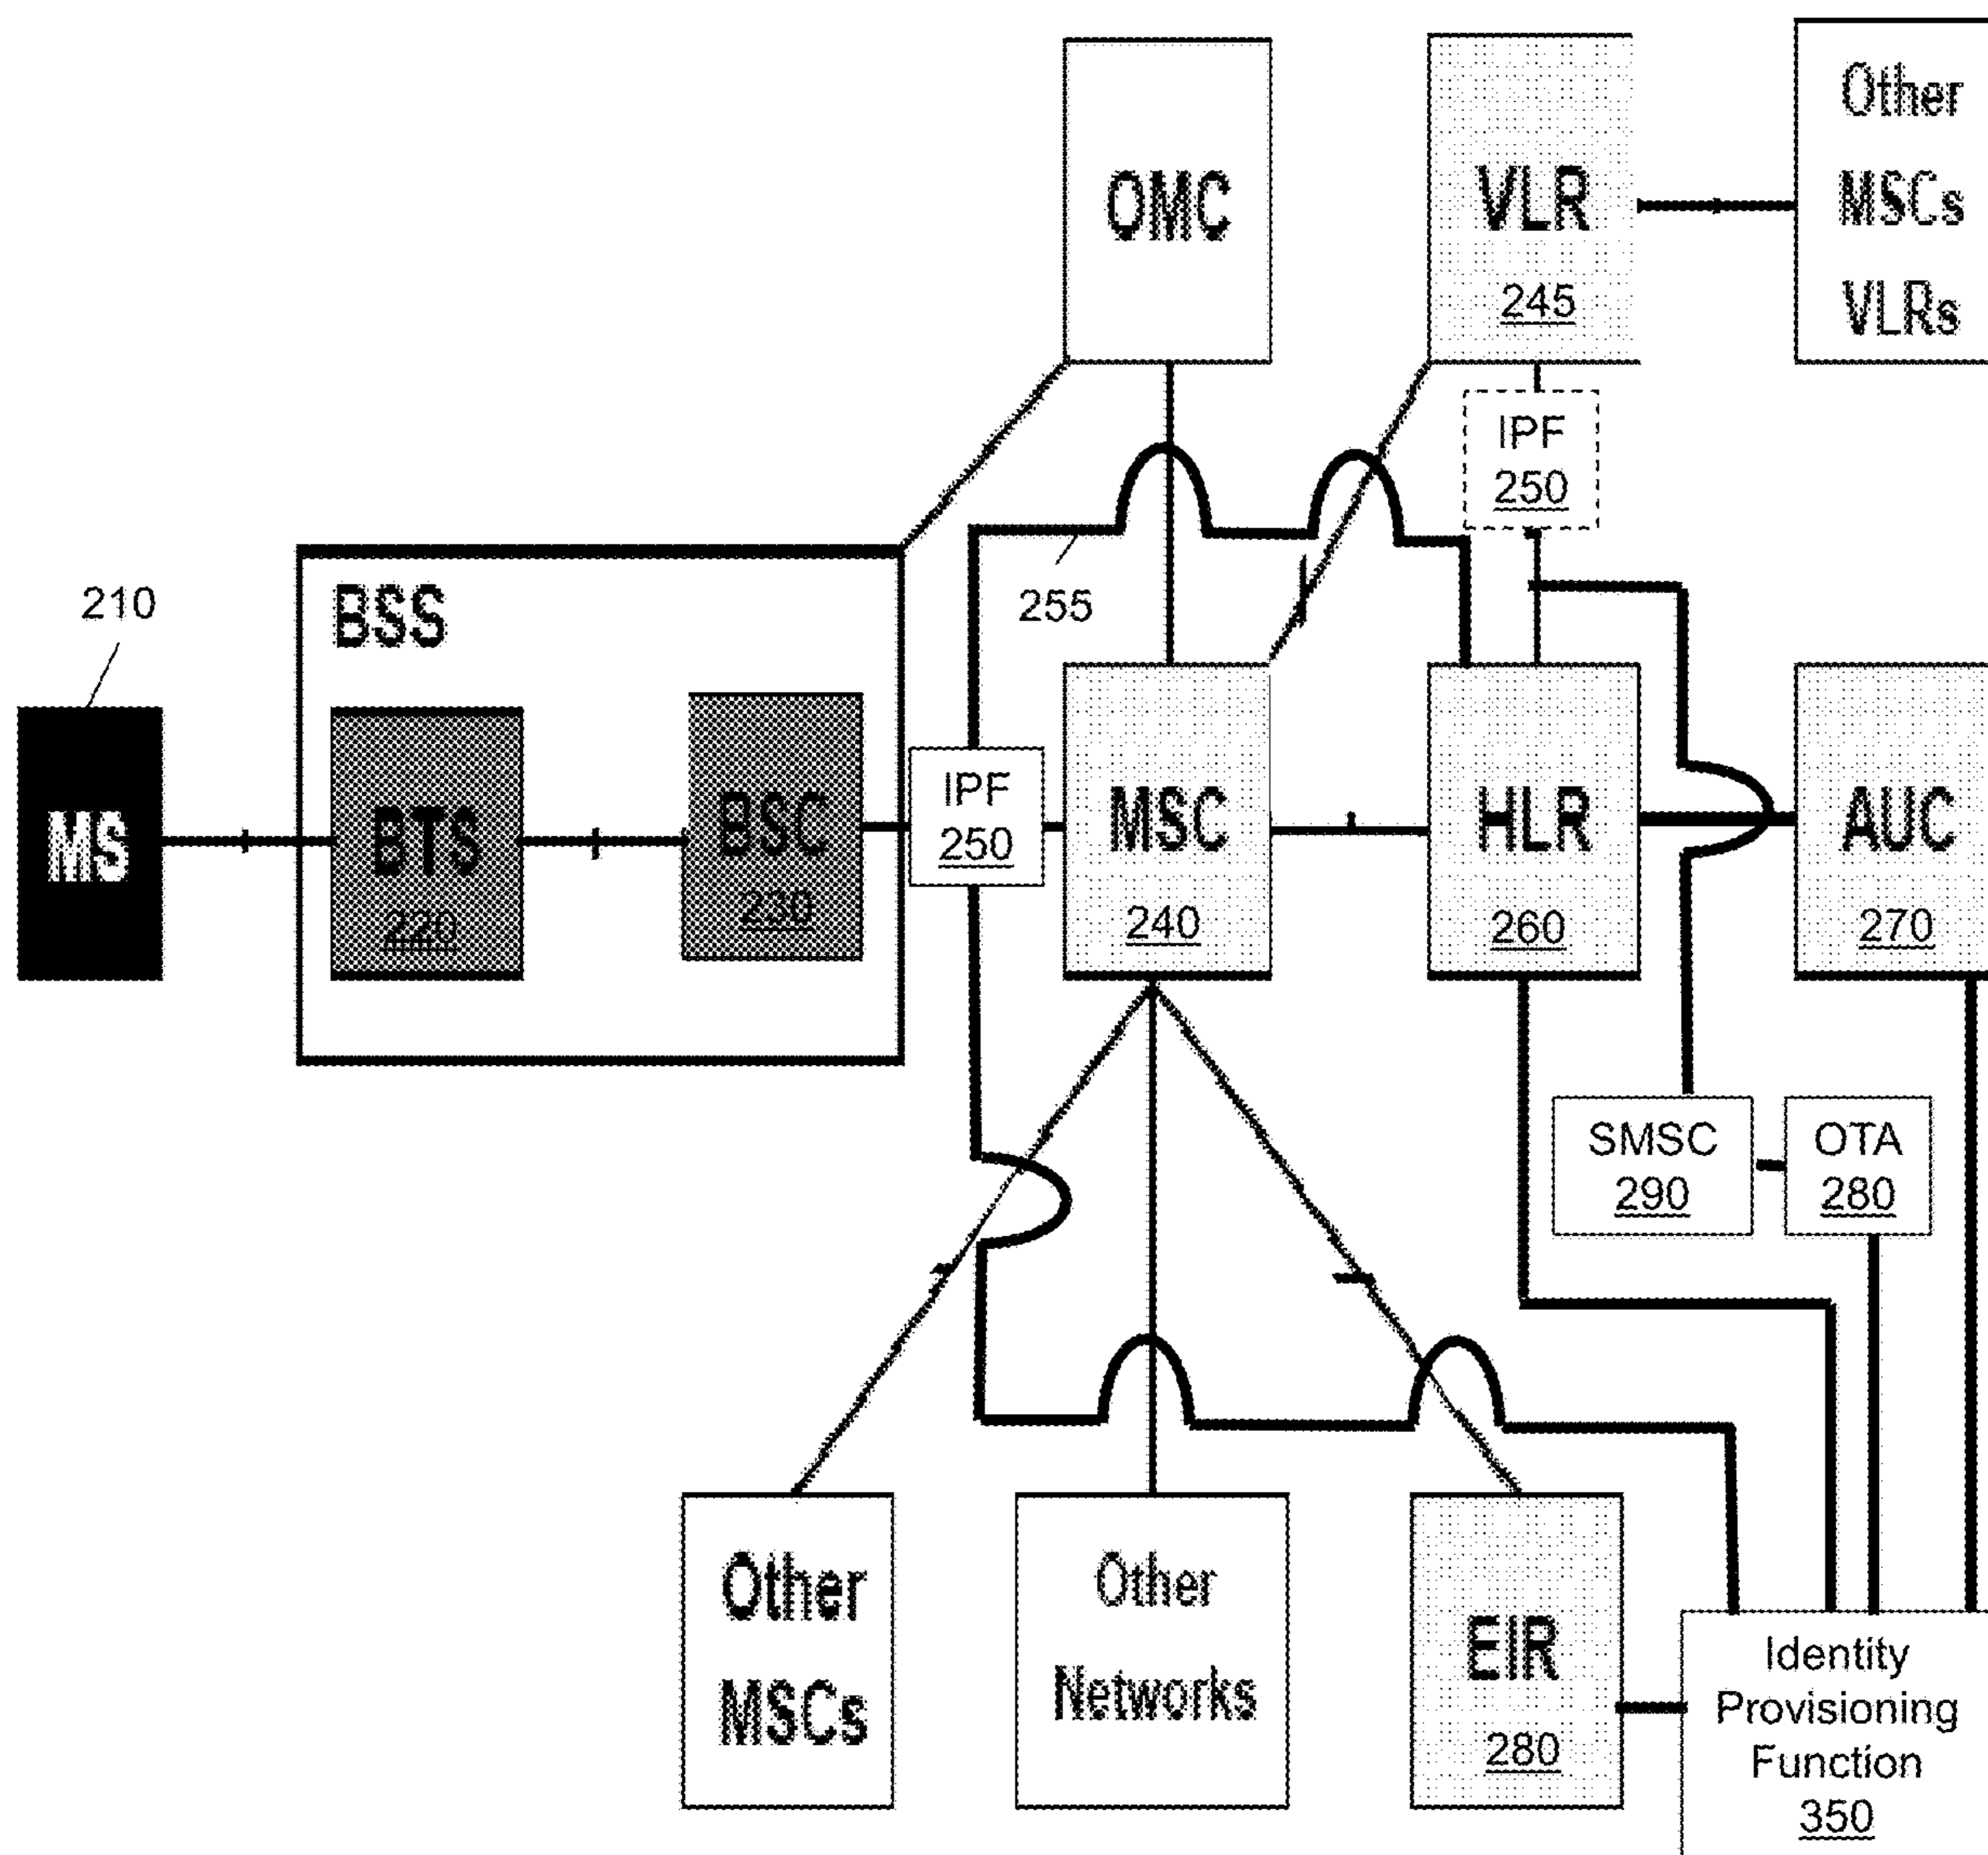 OMC
VLR
245
Other
MSCs
VLRs
IPF
250
255
210
BSS
MS
BTS
220
BSC
230
IPF
250
MSC
240
HLR
260
AUC
270
SMSC
290
OTA
280
Other
MSCs
Other
Networks
EIR
280
Identity
Provisioning
Function
350